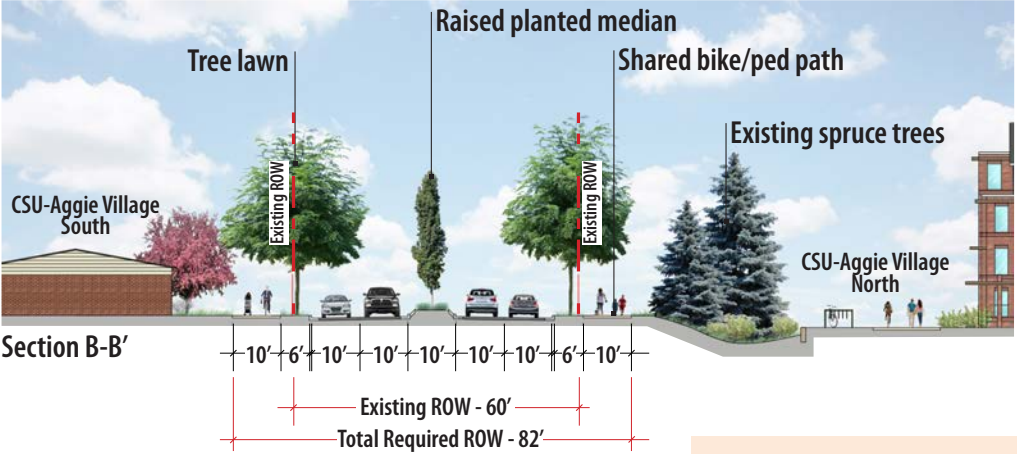 Raised planted median
Tree lawn
Shared bike/ped path
Existing spruce trees
Existing ROW
Existing ROW
CSU-Aggie Village
South
CSU-Aggie Village
North
Section B-B’
10’ 6’ 10’ 10’ 10’ 10’ 10’ 6’ 10’
Existing ROW - 60’
Total Required ROW - 82’